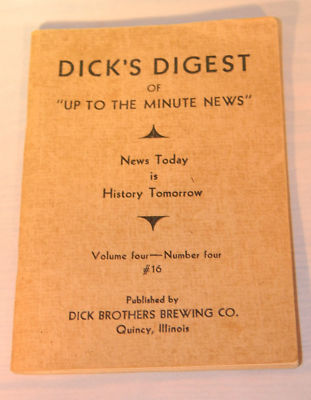 DICK'S DIGEST
OF
"UP TO THE MINUTE NEWS"
News Today
is
History Tomorrow
Volume four—Number four
#16
Published by
DICK BROTHERS BREWING CO.
Quincy, Illinois